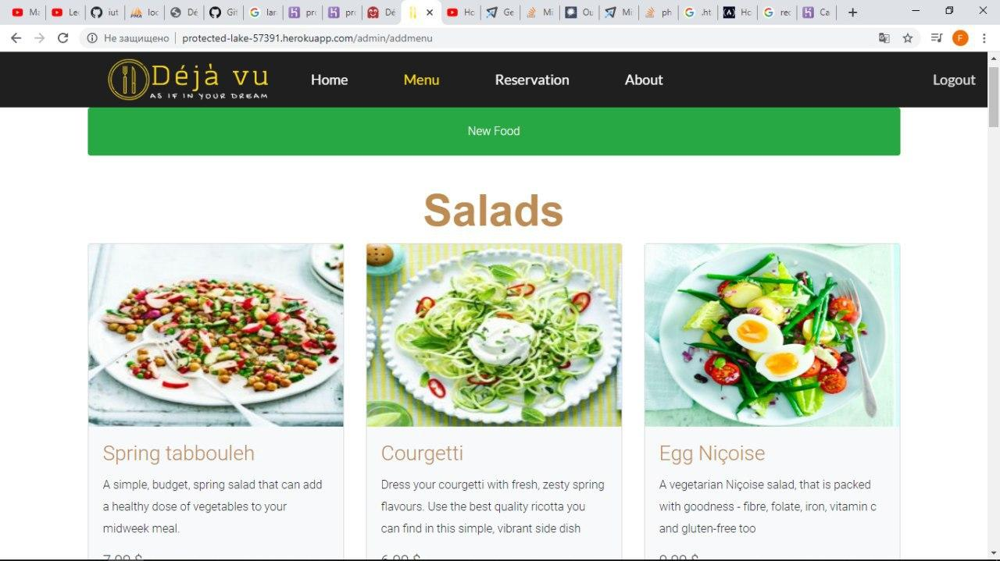 Ma
Le
iut
loc
Dé
Git
lar
pro
pro
Dé
Ho
Ge
Mi
Ou
Mi
ph
.ht
Ho
rec
Ca
Не защищено
protected-lake-57391.herokuapp.com/admin/addmenu
F
Déjà vu
AS IF IN YOUR DREAM
Home
Menu
Reservation
About
Logout
New Food
Salads
Spring tabbouleh
A simple, budget, spring salad that can add
a healthy dose of vegetables to your
midweek meal.
Courgetti
Dress your courgetti with fresh, zesty spring
flavours. Use the best quality ricotta you
can find in this simple, vibrant side dish
Egg Niçoise
A vegetarian Niçoise salad, that is packed
with goodness - fibre, folate, iron, vitamin c
and gluten-free too